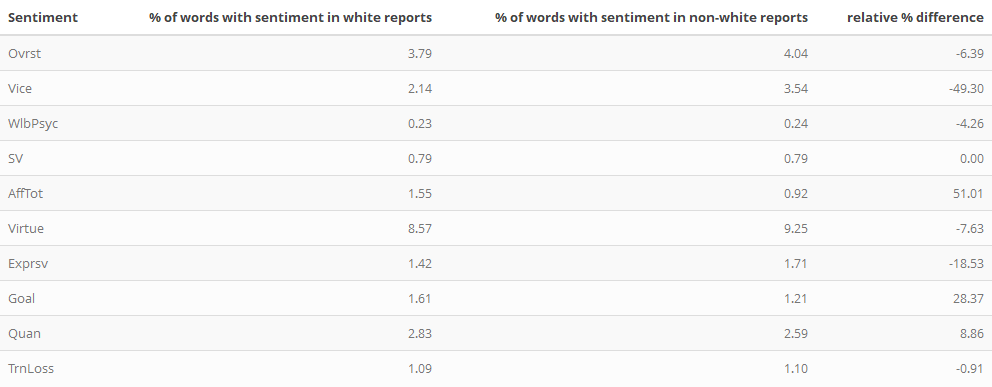 Sentiment % of words with sentiment in white reports % of words with sentiment in non-white reports relative % difference
Ovrst 3.79 4.04 -6.39
Vice 2.14 3.54 -49.30
WlbPsyc 0.23 0.24 -4.26
SV 0.79 0.79 0.00
AffTot 1.55 0.92 51.01
Virtue 8.57 9.25 -7.63
Exprsv 1.42 1.71 -18.53
Goal 1.61 1.21 28.37
Quan 2.83 2.59 8.86
TrnLoss 1.09 1.10 -0.91